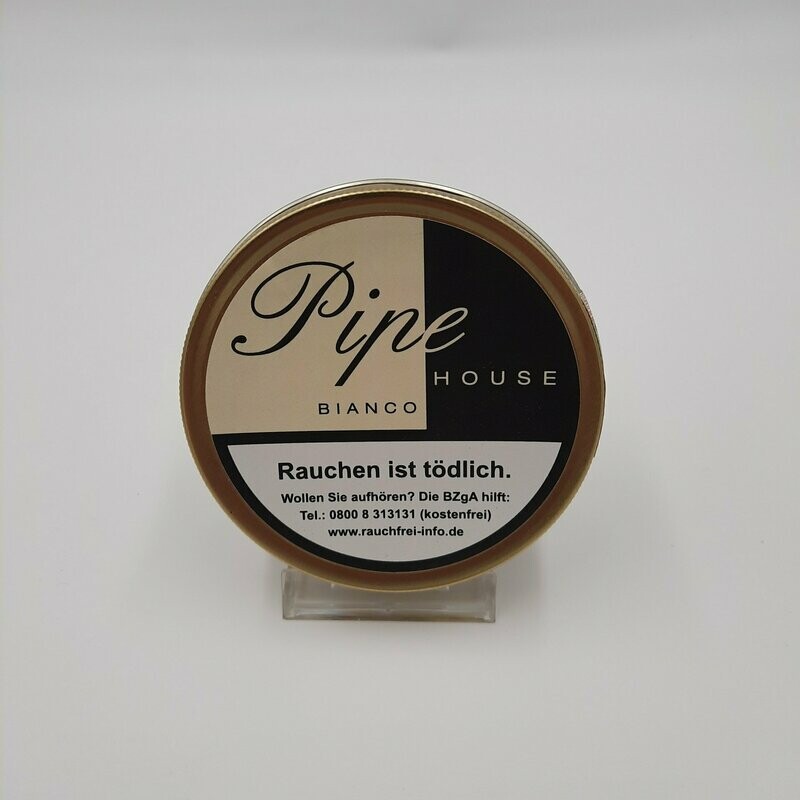 Pipe
HOUSE
BIANCO
Rauchen ist tödlich.
Wollen Sie aufhören? Die BZgA hilft:
Tel.: 0800 8 313131 (kostenfrei)
www.rauchfrei-info.de